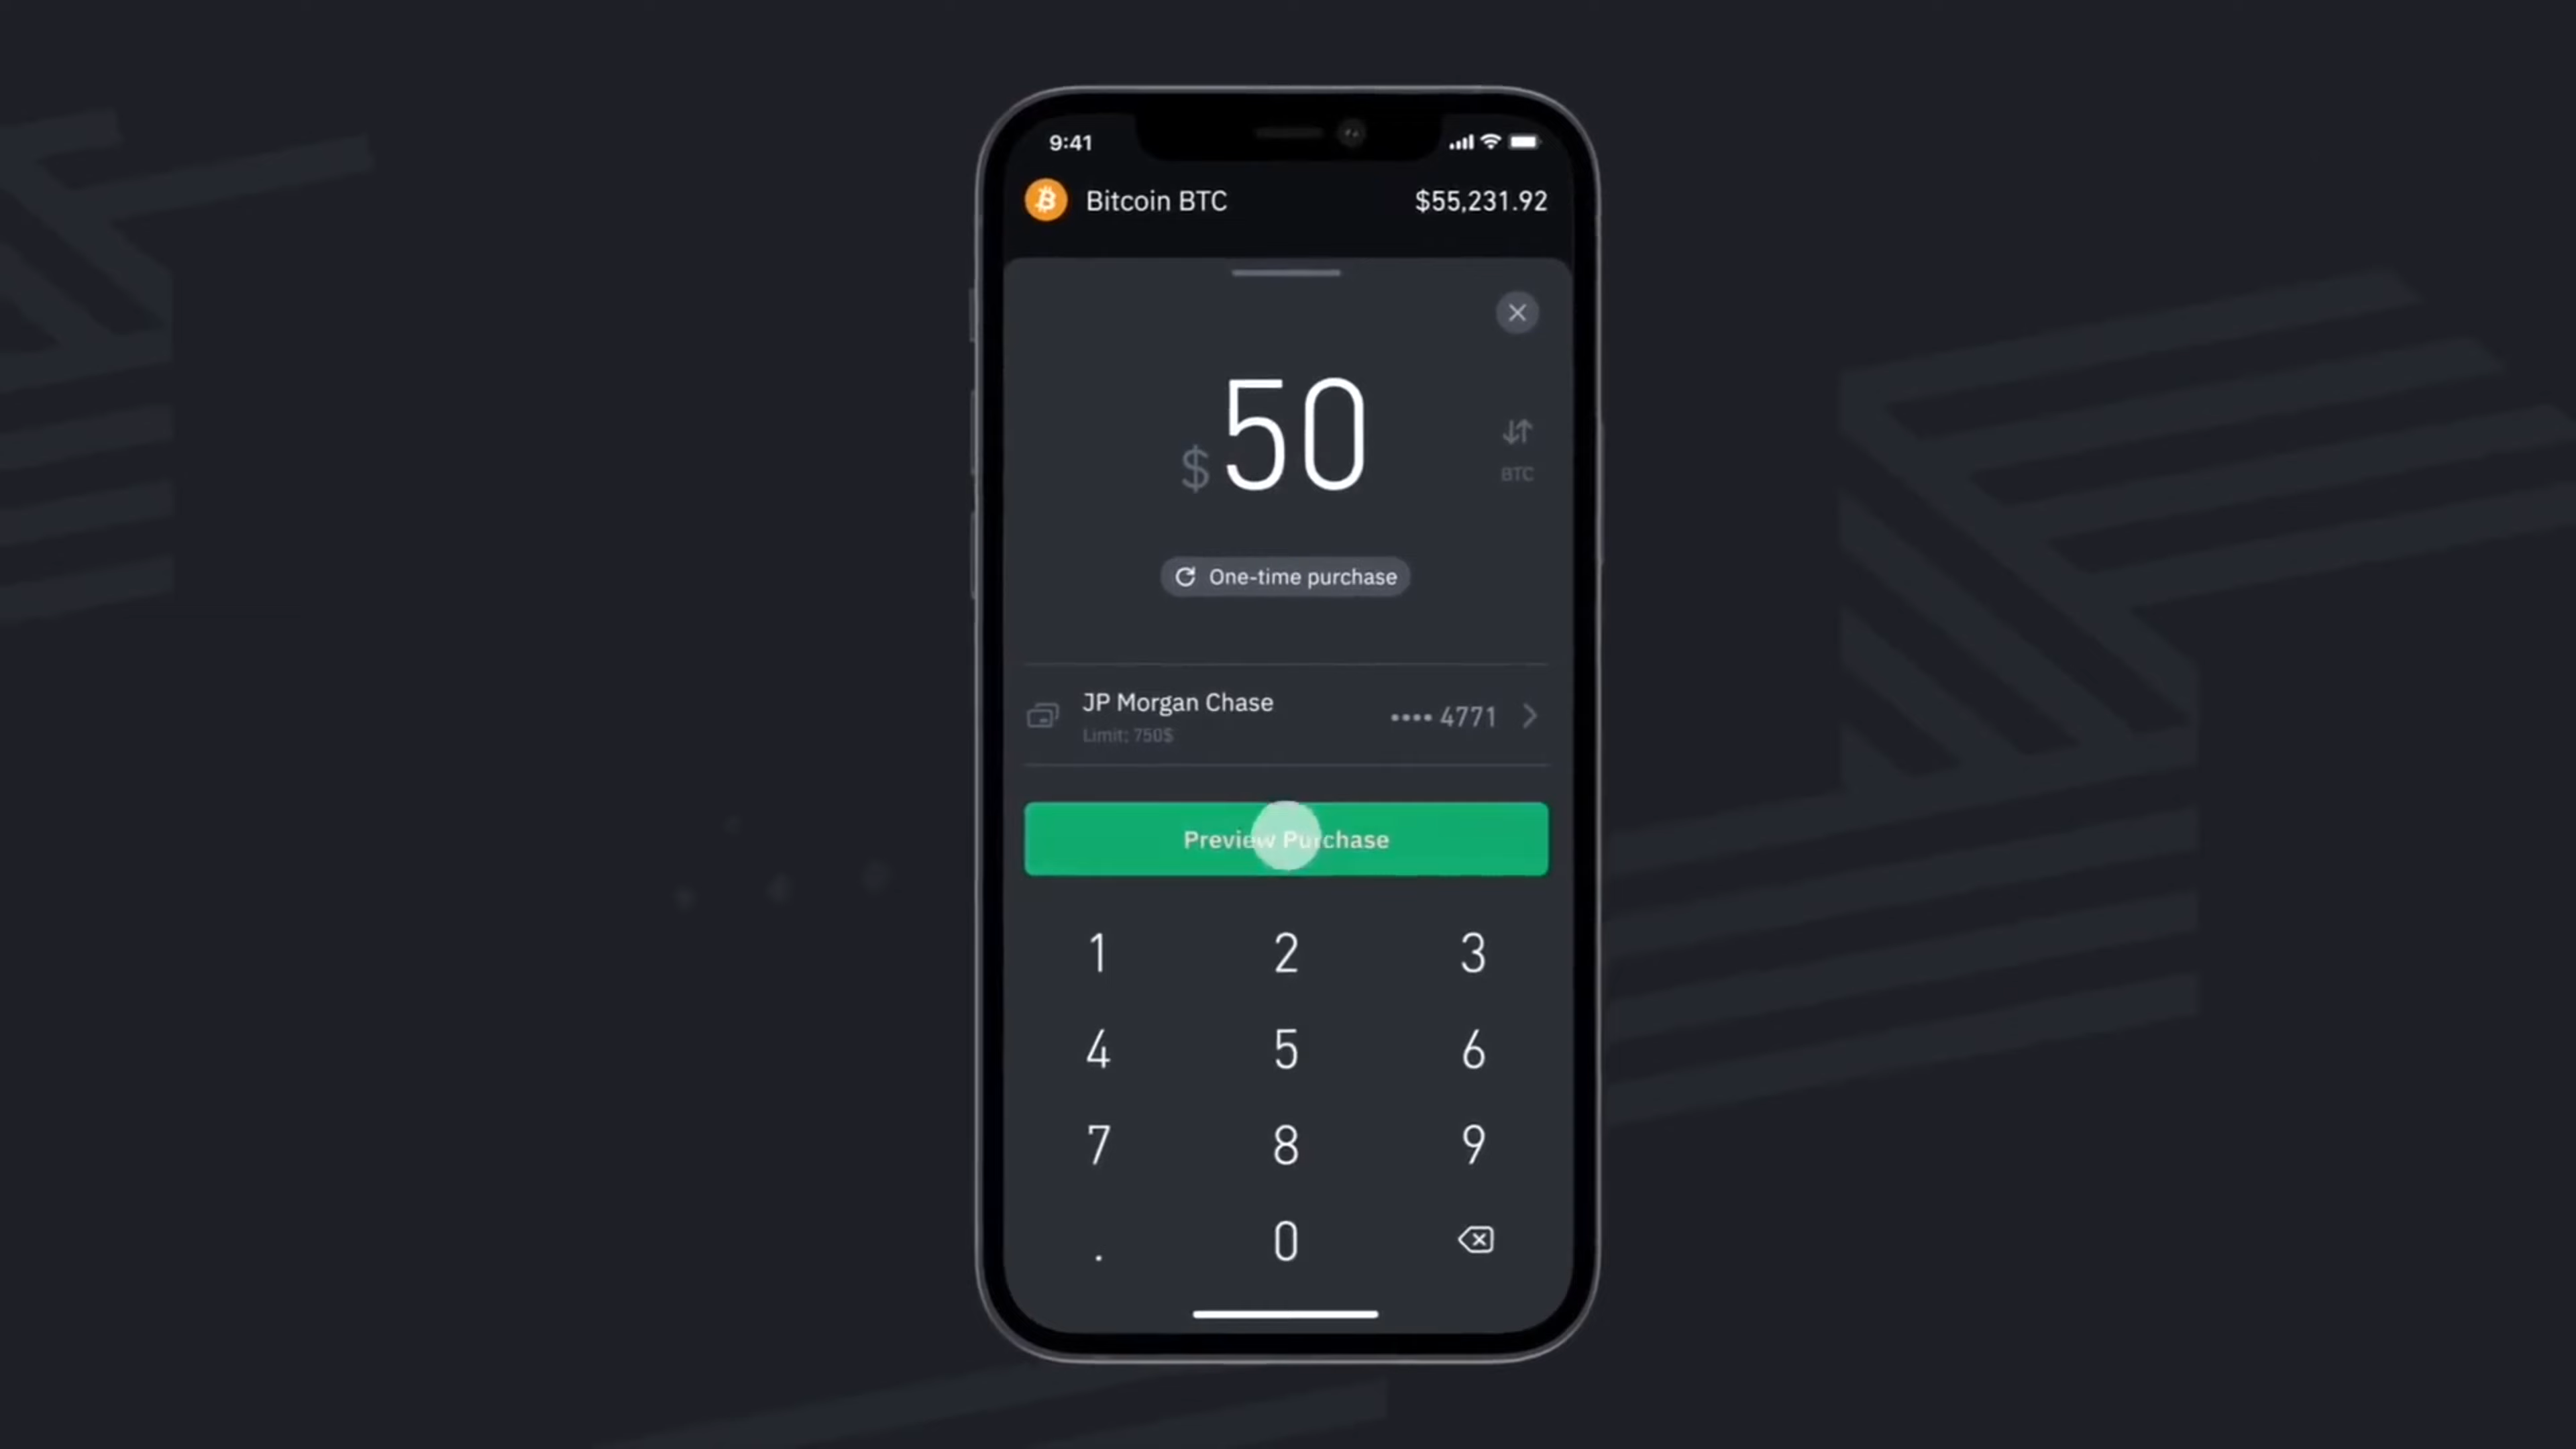 9:41
Bitcoin BTC $55,231.92
$50
BTC
One-time purchase
JP Morgan Chase
Limit: 750$
•••• 4771
Preview Purchase
1 2 3
4 5 6
7 8 9
. 0